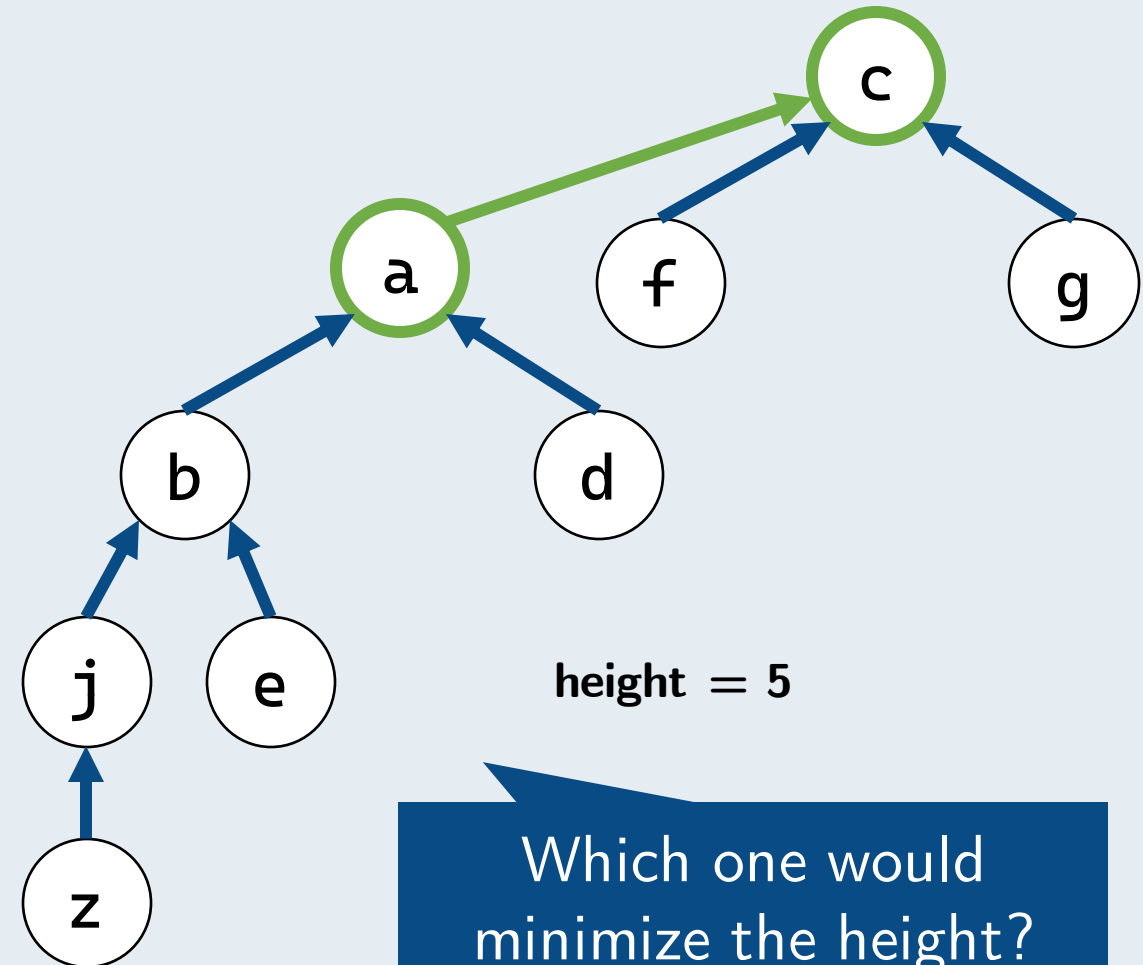 c
a
f
g
b
d
j
e
height = 5
z
Which one would
minimize the height?